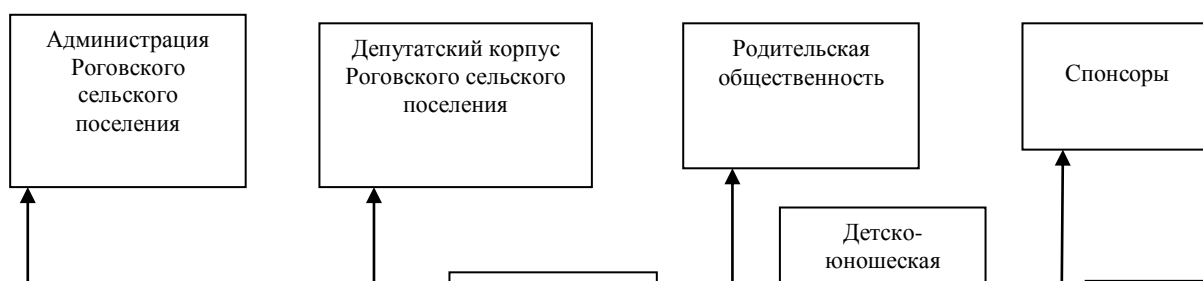 Администрация
Роговского
сельского
поселения
Депутатский корпус
Роговского сельского
поселения
Родительская
общественность
Спонсоры
Детско-
юношеская